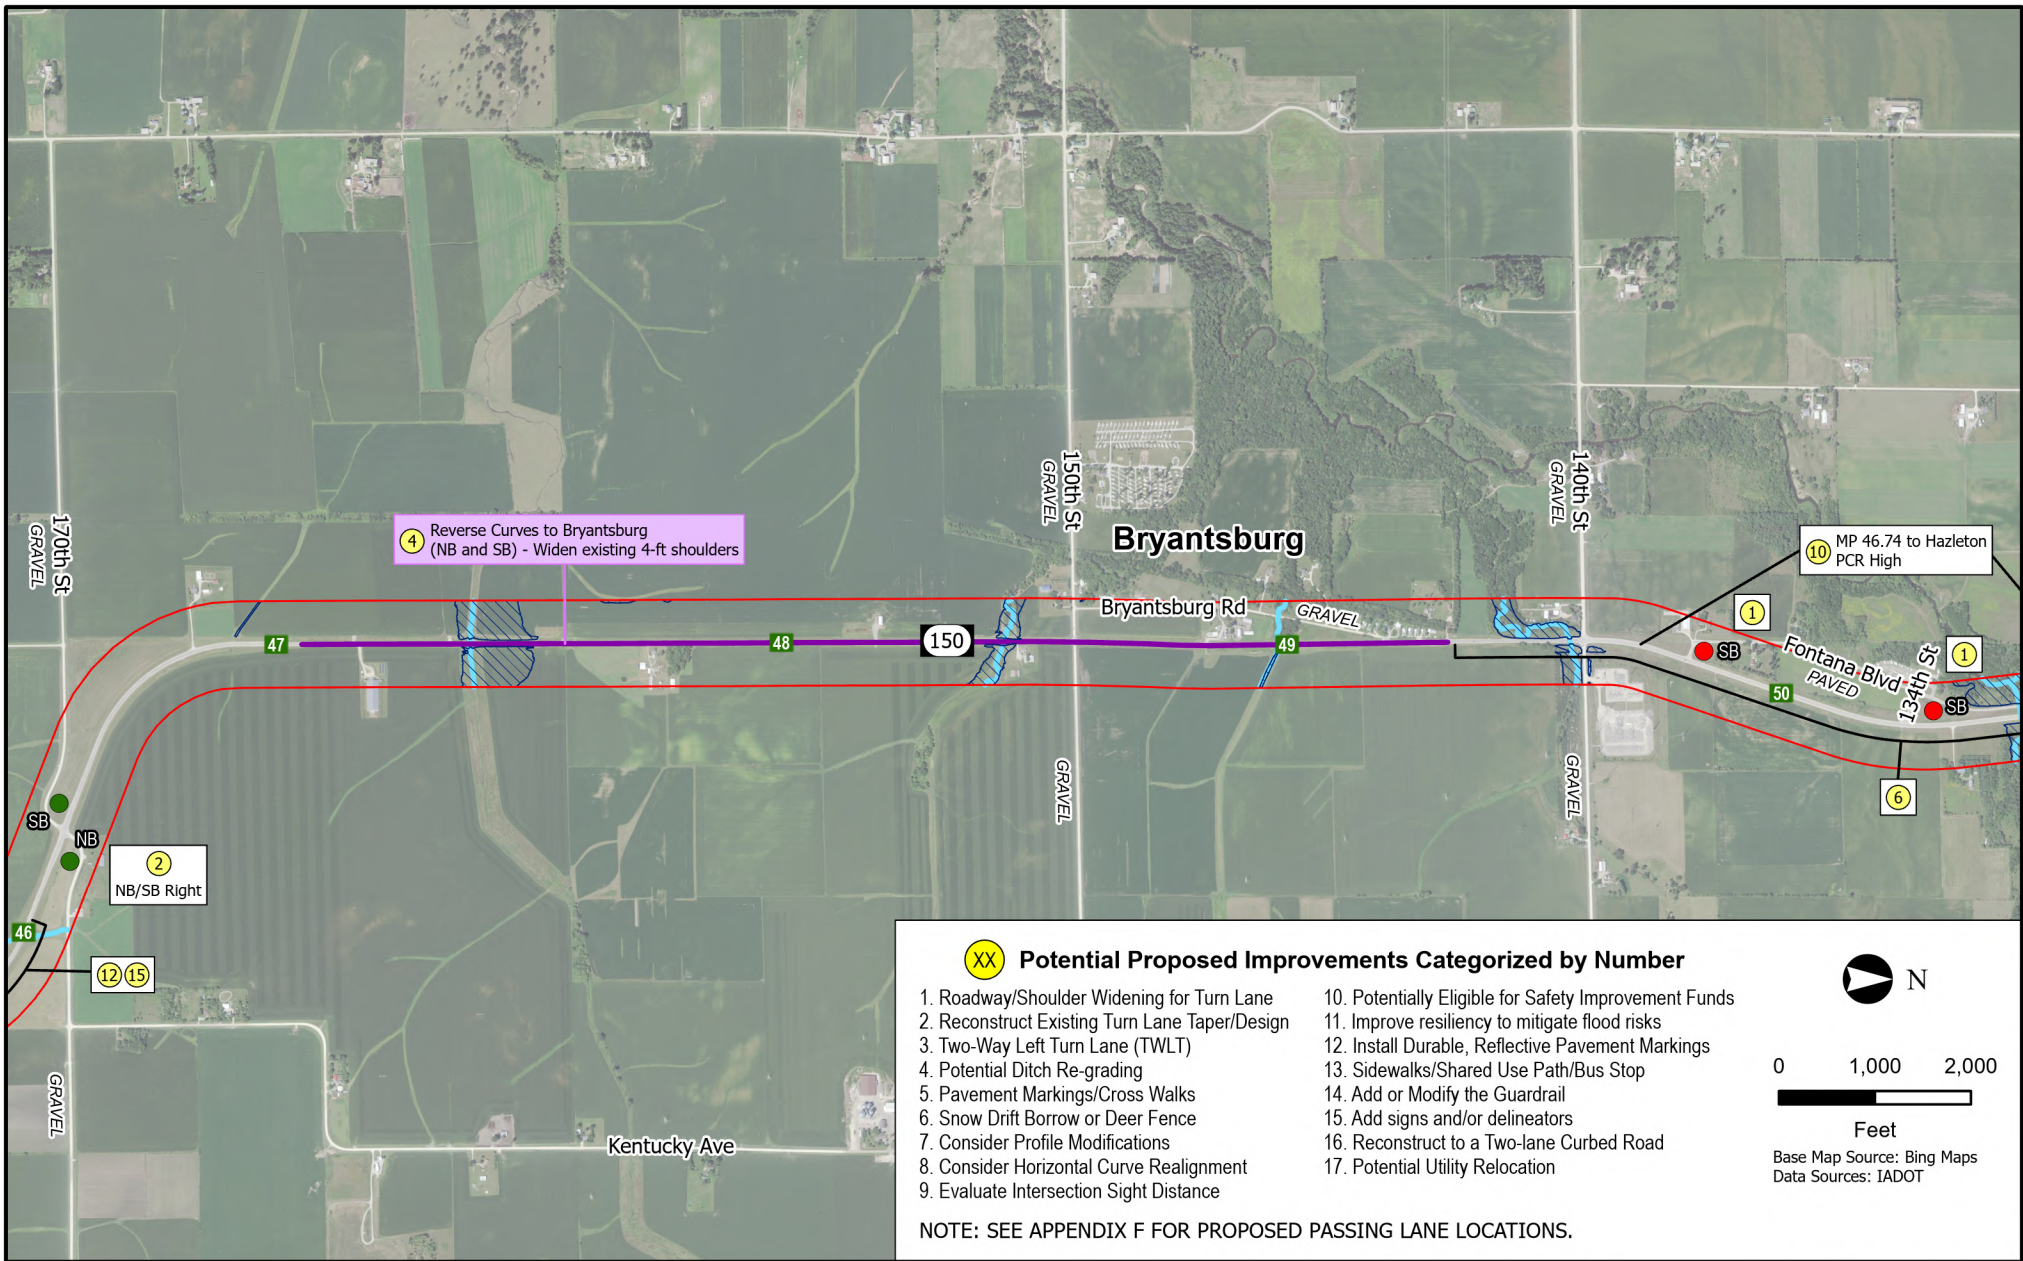 170th St
GRAVEL
4
Reverse Curves to Bryantsburg
(NB and SB) - Widen existing 4-ft shoulders
150th St
GRAVEL
Bryantsburg
140th St
GRAVEL
10
MP 46.74 to Hazleton
PCR High
1
Bryantsburg Rd
GRAVEL
47
48
150
49
SB
Fontana Blvd
PAVED
134th St
1
50
SB
6
GRAVEL
GRAVEL
SB
NB
2
NB/SB Right
46
12 15
GRAVEL
Kentucky Ave
XX Potential Proposed Improvements Categorized by Number
1. Roadway/Shoulder Widening for Turn Lane
2. Reconstruct Existing Turn Lane Taper/Design
3. Two-Way Left Turn Lane (TWLT)
4. Potential Ditch Re-grading
5. Pavement Markings/Cross Walks
6. Snow Drift Borrow or Deer Fence
7. Consider Profile Modifications
8. Consider Horizontal Curve Realignment
9. Evaluate Intersection Sight Distance
10. Potentially Eligible for Safety Improvement Funds
11. Improve resiliency to mitigate flood risks
12. Install Durable, Reflective Pavement Markings
13. Sidewalks/Shared Use Path/Bus Stop
14. Add or Modify the Guardrail
15. Add signs and/or delineators
16. Reconstruct to a Two-lane Curbed Road
17. Potential Utility Relocation
NOTE: SEE APPENDIX F FOR PROPOSED PASSING LANE LOCATIONS.
N
0 1,000 2,000
Feet
Base Map Source: Bing Maps
Data Sources: IADOT